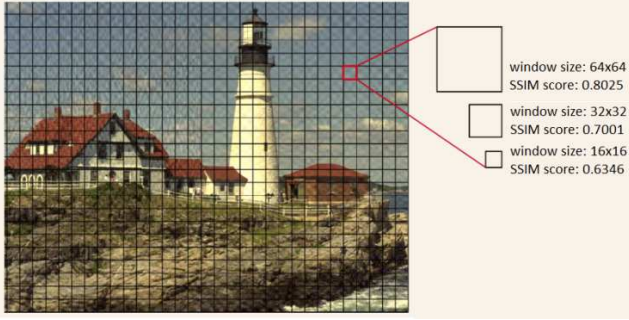 window size: 64x64
SSIM score: 0.8025
window size: 32x32
SSIM score: 0.7001
window size: 16x16
SSIM score: 0.6346